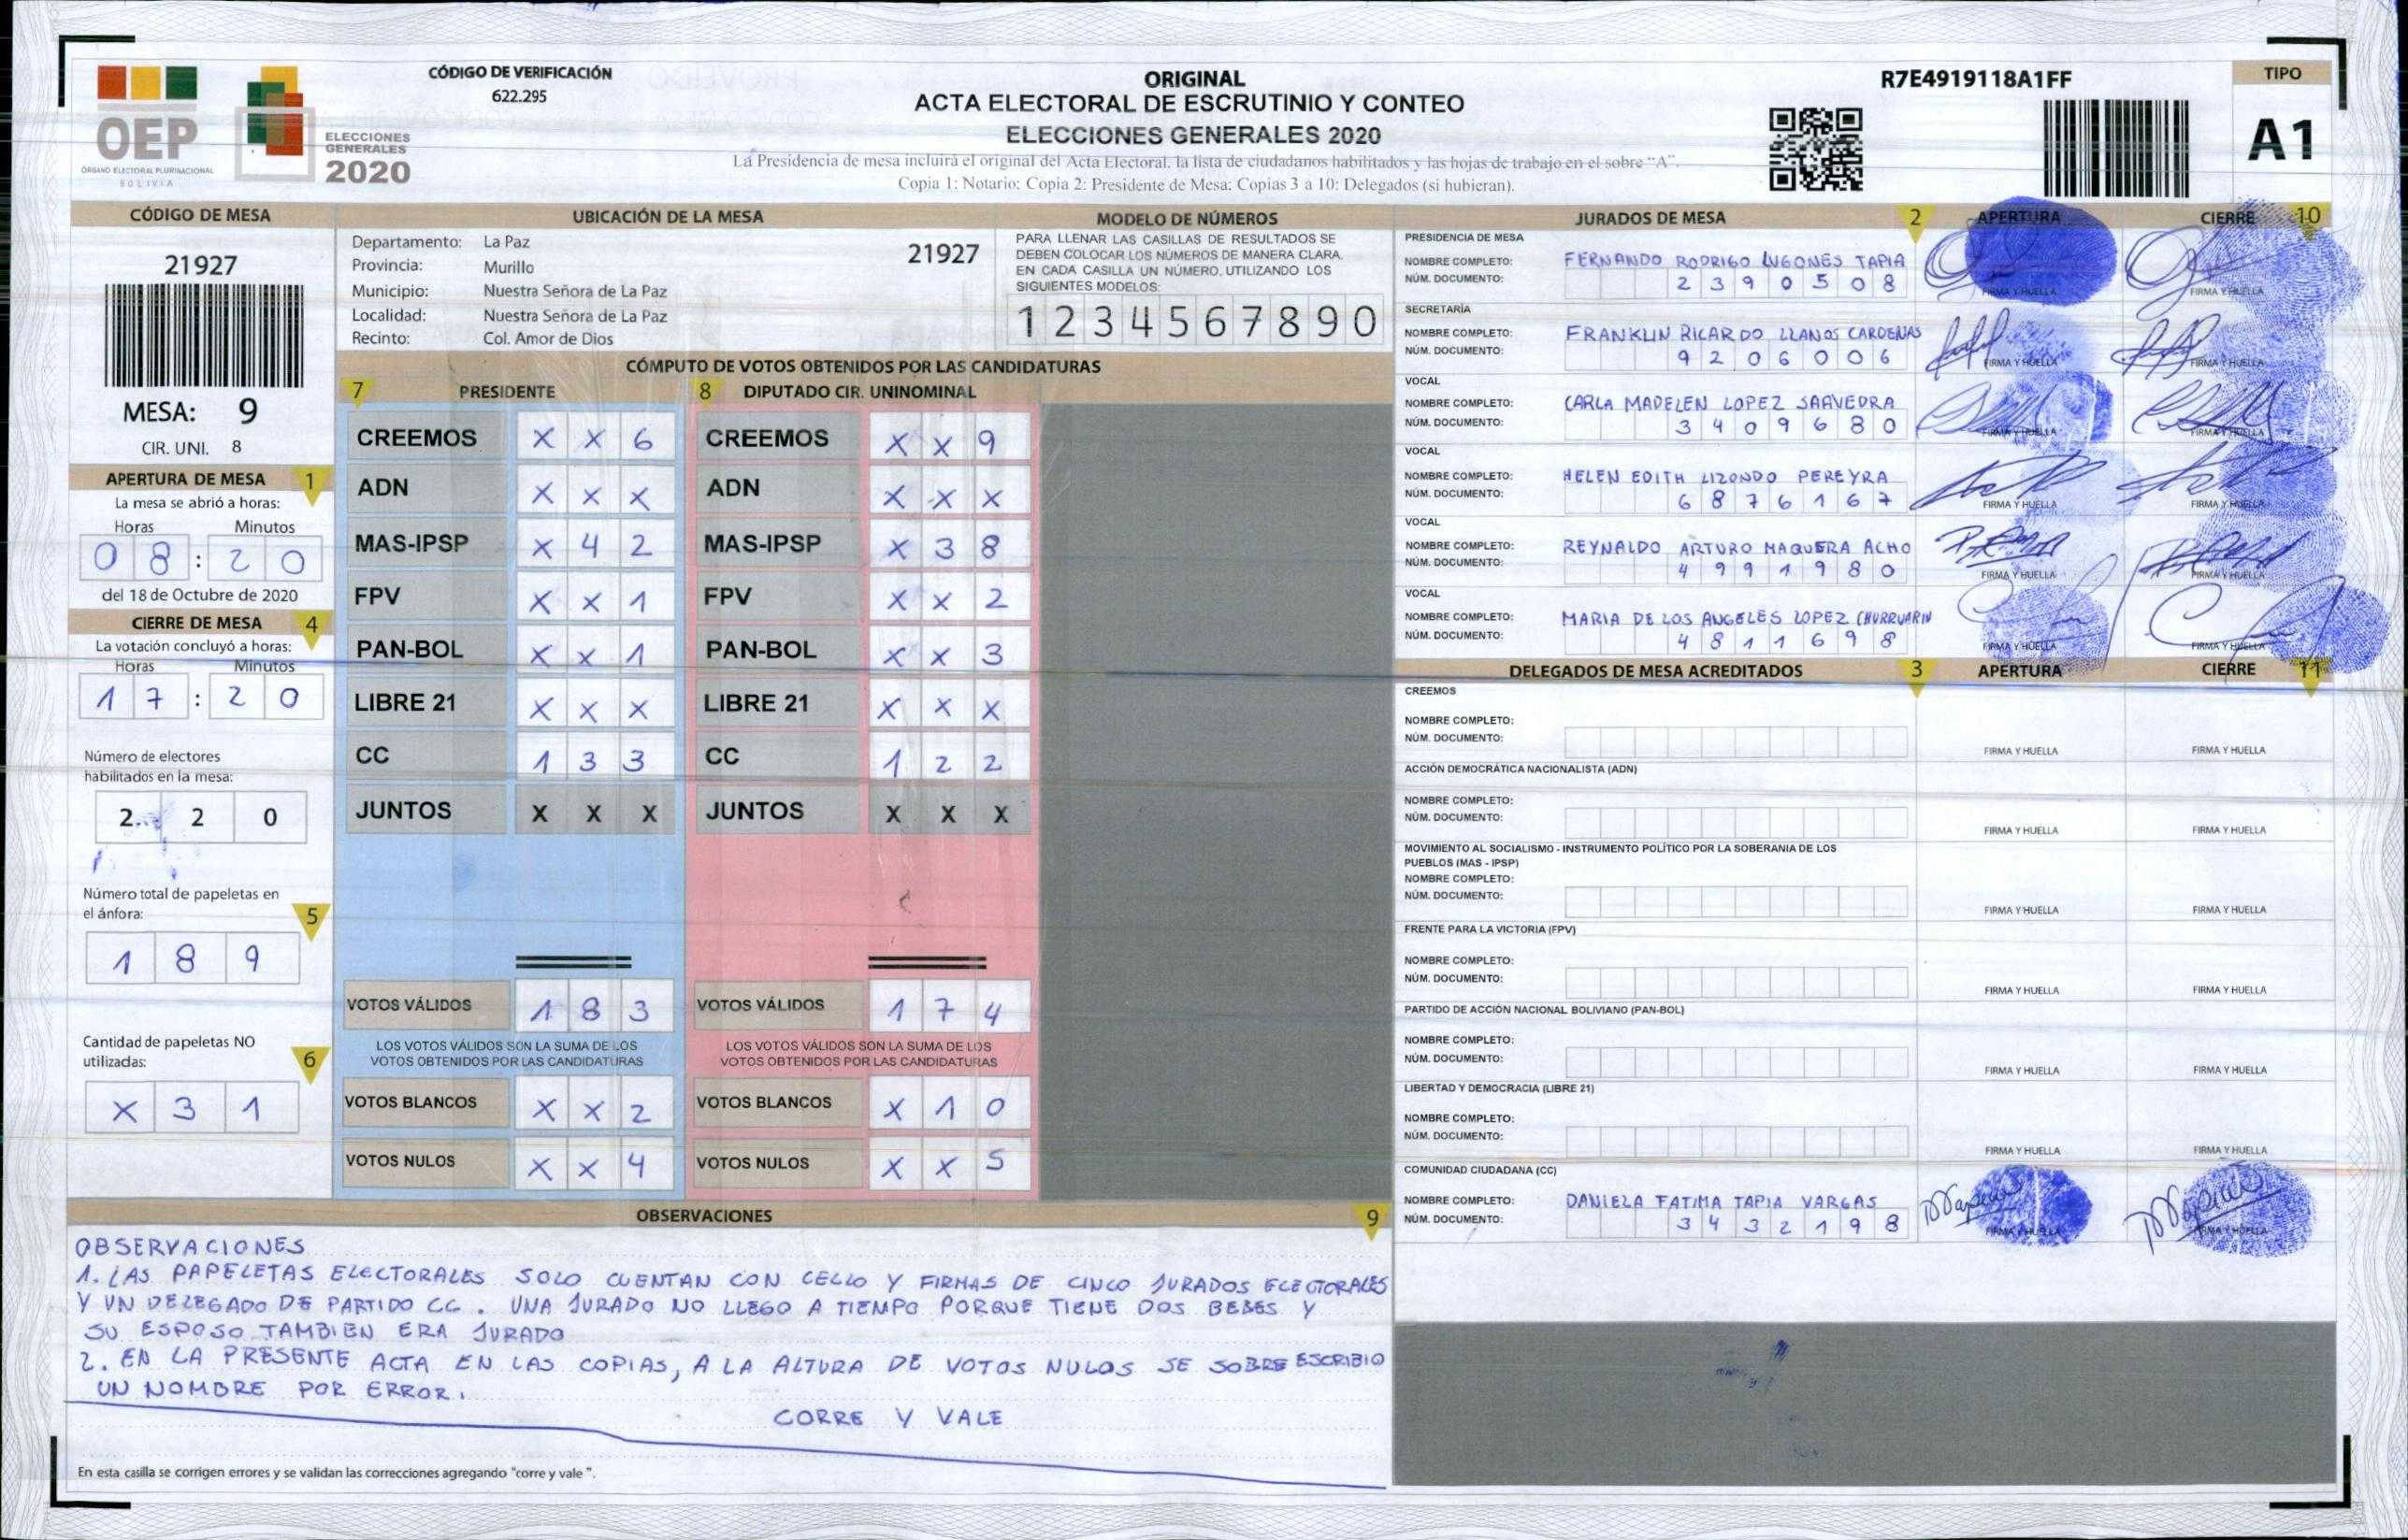 OEP
ÓRGANO ELECTORAL PLURINACIONAL
BOLIVIA
ELECCIONES
GENERALES
2020
CÓDIGO DE VERIFICACIÓN
622.295
ORIGINAL
ACTA ELECTORAL DE ESCRUTINIO Y CONTEO
ELECCIONES GENERALES 2020
La Presidencia de mesa incluirá el original del Acta Electoral, la lista de ciudadanos habilitados y las hojas de trabajo en el sobre "A".
Copia 1: Notario; Copia 2: Presidente de Mesa; Copias 3 a 10: Delegados (si hubieran).
R7E4919118A1FF
TIPO
A1
CÓDIGO DE MESA
21927
MESA: 9
CIR. UNI. 8
APERTURA DE MESA 1
La mesa se abrió a horas:
Horas Minutos
0 8 : 2 0
del 18 de Octubre de 2020
CIERRE DE MESA 4
La votación concluyó a horas:
Horas Minutos
1 7 : 2 0
Número de electores
habilitados en la mesa:
2 2 0
Número total de papeletas en
el ánfora: 5
1 8 9
Cantidad de papeletas NO
utilizadas: 6
X 3 1
UBICACIÓN DE LA MESA
Departamento: La Paz 21927
Provincia: Murillo
Municipio: Nuestra Señora de La Paz
Localidad: Nuestra Señora de La Paz
Recinto: Col. Amor de Dios
MODELO DE NÚMEROS
PARA LLENAR LAS CASILLAS DE RESULTADOS SE
DEBEN COLOCAR LOS NÚMEROS DE MANERA CLARA.
EN CADA CASILLA UN NÚMERO, UTILIZANDO LOS
SIGUIENTES MODELOS:
1 2 3 4 5 6 7 8 9 0
CÓMPUTO DE VOTOS OBTENIDOS POR LAS CANDIDATURAS
7 PRESIDENTE 8 DIPUTADO CIR. UNINOMINAL
CREEMOS X X 6 CREEMOS X X 9
ADN X X X ADN X X X
MAS-IPSP X 4 2 MAS-IPSP X 3 8
FPV X X 1 FPV X X 2
PAN-BOL X X 1 PAN-BOL X X 3
LIBRE 21 X X X LIBRE 21 X X X
CC 1 3 3 CC 1 2 2
JUNTOS X X X JUNTOS X X X
VOTOS VÁLIDOS 1 8 3 VOTOS VÁLIDOS 1 7 4
LOS VOTOS VÁLIDOS SON LA SUMA DE LOS LOS VOTOS VÁLIDOS SON LA SUMA DE LOS
VOTOS OBTENIDOS POR LAS CANDIDATURAS VOTOS OBTENIDOS POR LAS CANDIDATURAS
VOTOS BLANCOS X X 2 VOTOS BLANCOS X 1 0
VOTOS NULOS X X 4 VOTOS NULOS X X 5
OBSERVACIONES 9
OBSERVACIONES
1. LAS PAPELETAS ELECTORALES SOLO CUENTAN CON CELLO Y FIRMAS DE CINCO JURADOS ELECTORALES
Y UN DELEGADO DE PARTIDO CC. UNA JURADO NO LLEGO A TIEMPO PORQUE TIENE DOS BEBES Y
SU ESPOSO TAMBIEN ERA JURADO
2. EN LA PRESENTE ACTA EN LAS COPIAS, A LA ALTURA DE VOTOS NULOS SE SOBRE ESCRIBIO
UN NOMBRE POR ERROR.
CORRE Y VALE
En esta casilla se corrigen errores y se validan las correcciones agregando "corre y vale".
JURADOS DE MESA 2 APERTURA CIERRE 10
PRESIDENCIA DE MESA
NOMBRE COMPLETO: FERNANDO RODRIGO LUGONES TAPIA
NÚM. DOCUMENTO: 2 3 9 0 5 0 8
FIRMA Y HUELLA FIRMA Y HUELLA
SECRETARÍA
NOMBRE COMPLETO: FRANKLIN RICARDO LLANOS CARDENAS
NÚM. DOCUMENTO: 9 2 0 6 0 0 6
FIRMA Y HUELLA FIRMA Y HUELLA
VOCAL
NOMBRE COMPLETO: CARLA MADELEN LOPEZ SAAVEDRA
NÚM. DOCUMENTO: 3 4 0 9 6 8 0
FIRMA Y HUELLA FIRMA Y HUELLA
VOCAL
NOMBRE COMPLETO: HELEN EDITH LIZONDO PEREYRA
NÚM. DOCUMENTO: 6 8 7 6 1 6 7
FIRMA Y HUELLA FIRMA Y HUELLA
VOCAL
NOMBRE COMPLETO: REYNALDO ARTURO MAQUERA ACHO
NÚM. DOCUMENTO: 4 9 9 1 9 8 0
FIRMA Y HUELLA FIRMA Y HUELLA
VOCAL
NOMBRE COMPLETO: MARIA DE LOS ANGELES LOPEZ CHURRUARIN
NÚM. DOCUMENTO: 4 8 1 1 6 9 8
FIRMA Y HUELLA FIRMA Y HUELLA
DELEGADOS DE MESA ACREDITADOS 3 APERTURA CIERRE 11
CREEMOS
NOMBRE COMPLETO:
NÚM. DOCUMENTO:
FIRMA Y HUELLA FIRMA Y HUELLA
ACCIÓN DEMOCRÁTICA NACIONALISTA (ADN)
NOMBRE COMPLETO:
NÚM. DOCUMENTO:
FIRMA Y HUELLA FIRMA Y HUELLA
MOVIMIENTO AL SOCIALISMO - INSTRUMENTO POLÍTICO POR LA SOBERANIA DE LOS
PUEBLOS (MAS - IPSP)
NOMBRE COMPLETO:
NÚM. DOCUMENTO:
FIRMA Y HUELLA FIRMA Y HUELLA
FRENTE PARA LA VICTORIA (FPV)
NOMBRE COMPLETO:
NÚM. DOCUMENTO:
FIRMA Y HUELLA FIRMA Y HUELLA
PARTIDO DE ACCIÓN NACIONAL BOLIVIANO (PAN-BOL)
NOMBRE COMPLETO:
NÚM. DOCUMENTO:
FIRMA Y HUELLA FIRMA Y HUELLA
LIBERTAD Y DEMOCRACIA (LIBRE 21)
NOMBRE COMPLETO:
NÚM. DOCUMENTO:
FIRMA Y HUELLA FIRMA Y HUELLA
COMUNIDAD CIUDADANA (CC)
NOMBRE COMPLETO: DANIELA FATIMA TAPIA VARGAS
NÚM. DOCUMENTO: 3 4 3 2 1 9 8
FIRMA Y HUELLA FIRMA Y HUELLA